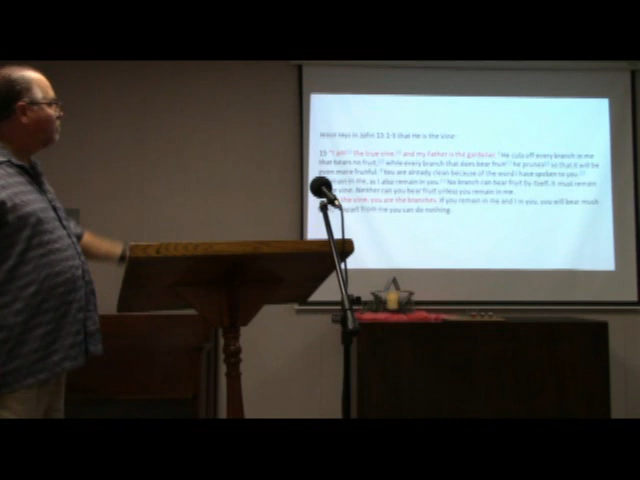 says in John 15:1-5 that He is the Vine
15 "I am the true vine, and my Father is the gardener. He cuts off every branch in me
that bears no fruit, while every branch that does bear fruit he prunes so that it will be
even more fruitful. You are already clean because of the word I have spoken to you.
in me, as I also remain in you. No branch can bear fruit by itself; it must remain
vine. Neither can you bear fruit unless you remain in me.
the vine; you are the branches. If you remain in me and I in you, you will bear much
from me you can do nothing.